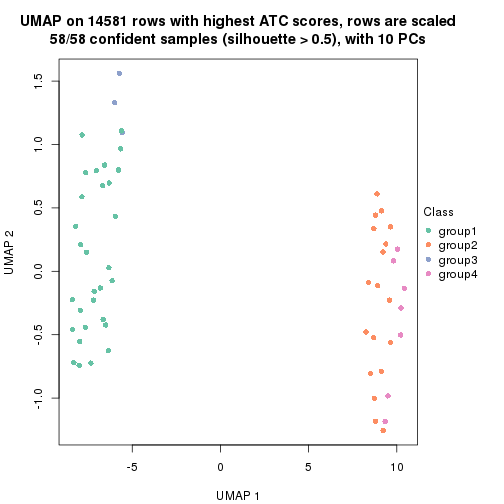 UMAP on 14581 rows with highest ATC scores, rows are scaled
58/58 confident samples (silhouette > 0.5), with 10 PCs
1.5
1.0
0.5
0.0
-0.5
-1.0
UMAP 2
-5
0
5
10
UMAP 1
Class
group1
group2
group3
group4